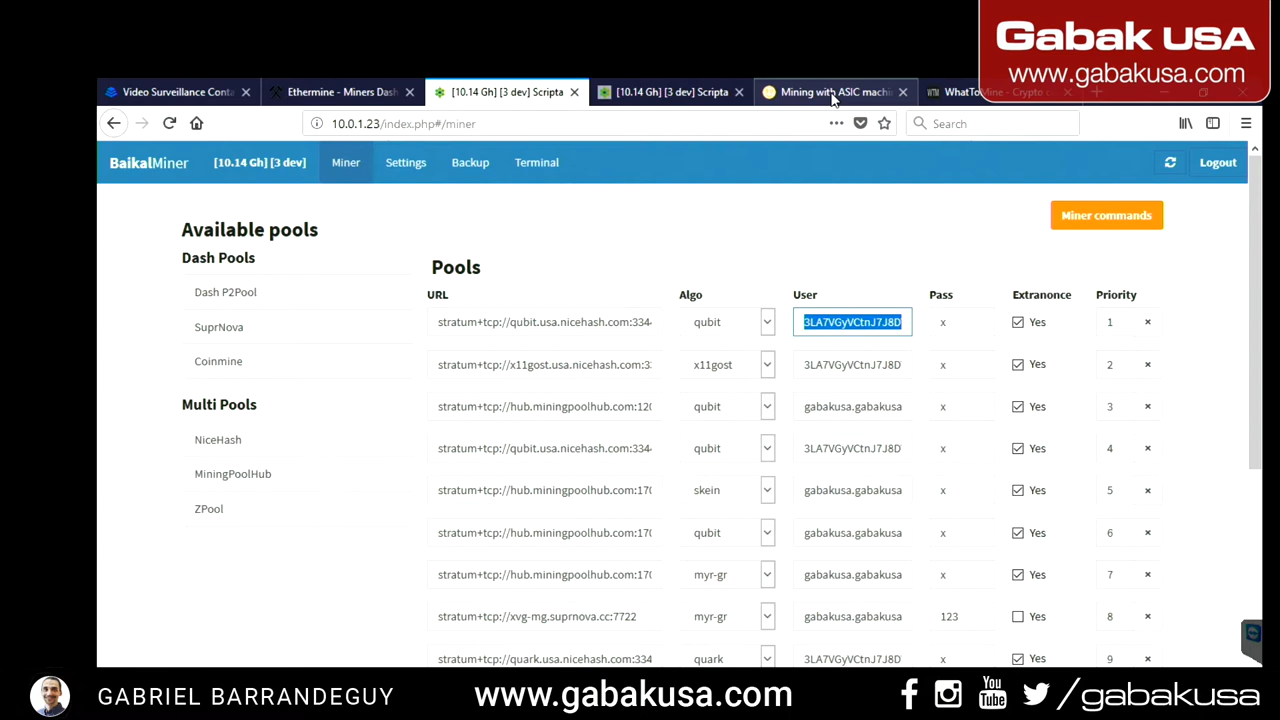 Gabak USA
www.gabakusa.com
Video Surveillance Conta
Ethermine - Miners Dash
[10.14 Gh] [3 dev] Scripta
[10.14 Gh] [3 dev] Scripta
Mining with ASIC machi
WTM
WhatToMine - Crypto c
10.0.1.23/index.php#/miner
Search
BaikalMiner
[10.14 Gh] [3 dev]
Miner
Settings
Backup
Terminal
Logout
Miner commands
Available pools
Dash Pools
Dash P2Pool
SuprNova
Coinmine
Multi Pools
NiceHash
MiningPoolHub
ZPool
Pools
URL Algo User Pass Extranonce Priority
stratum+tcp://qubit.usa.nicehash.com:334 qubit 3LA7VGyVCtnJ7J8D x Yes 1 ×
stratum+tcp://x11gost.usa.nicehash.com:3 x11gost 3LA7VGyVCtnJ7J8D x Yes 2 ×
stratum+tcp://hub.miningpoolhub.com:120 qubit gabakusa.gabakusa x Yes 3 ×
stratum+tcp://qubit.usa.nicehash.com:334 qubit 3LA7VGyVCtnJ7J8D x Yes 4 ×
stratum+tcp://hub.miningpoolhub.com:170 skein gabakusa.gabakusa x Yes 5 ×
stratum+tcp://hub.miningpoolhub.com:170 qubit gabakusa.gabakusa x Yes 6 ×
stratum+tcp://hub.miningpoolhub.com:170 myr-gr gabakusa.gabakusa x Yes 7 ×
stratum+tcp://xvg-mg.suprnova.cc:7722 myr-gr gabakusa.gabakusa 123 Yes 8 ×
stratum+tcp://quark.usa.nicehash.com:334 quark 3LA7VGyVCtnJ7J8D x Yes 9 ×
GABRIEL BARRANDEGUY
www.gabakusa.com
You Tube
/gabakusa